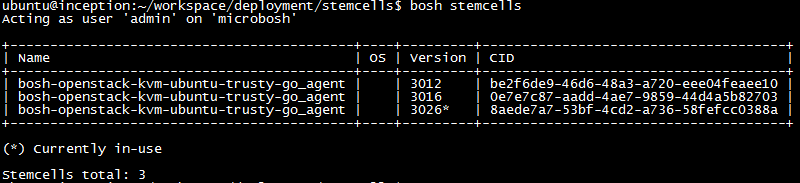 ubuntu@inception:~/workspace/deployment/stemcells$ bosh stemcells
Acting as user 'admin' on 'microbosh'
+------------------------------------------+----+---------+--------------------------------------+
| Name                                     | OS | Version | CID                                  |
+------------------------------------------+----+---------+--------------------------------------+
| bosh-openstack-kvm-ubuntu-trusty-go_agent |    | 3012    | be2f6de9-46d6-48a3-a720-eee04feaee10 |
| bosh-openstack-kvm-ubuntu-trusty-go_agent |    | 3016    | 0e7e7c87-aadd-4ae7-9859-44d4a5b82703 |
| bosh-openstack-kvm-ubuntu-trusty-go_agent |    | 3026*   | 8aede7a7-53bf-4cd2-a736-58fefcc0388a |
+------------------------------------------+----+---------+--------------------------------------+
(*) Currently in-use
Stemcells total: 3